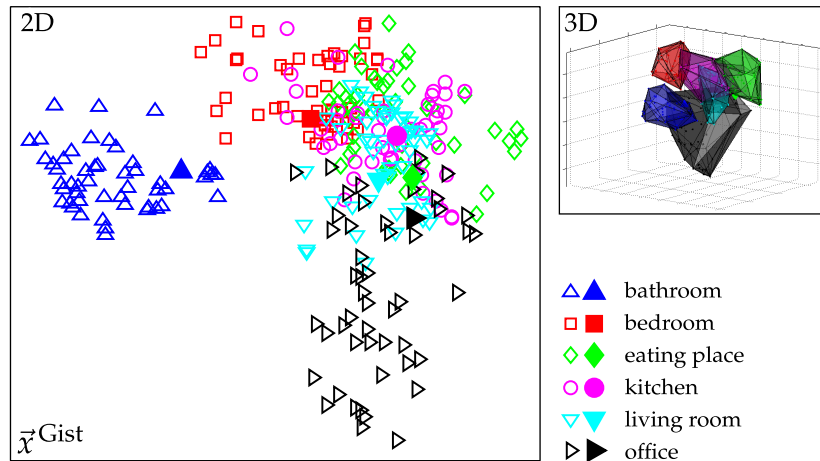 2D
3D
x⃗ Gist
bathroom
bedroom
eating place
kitchen
living room
office